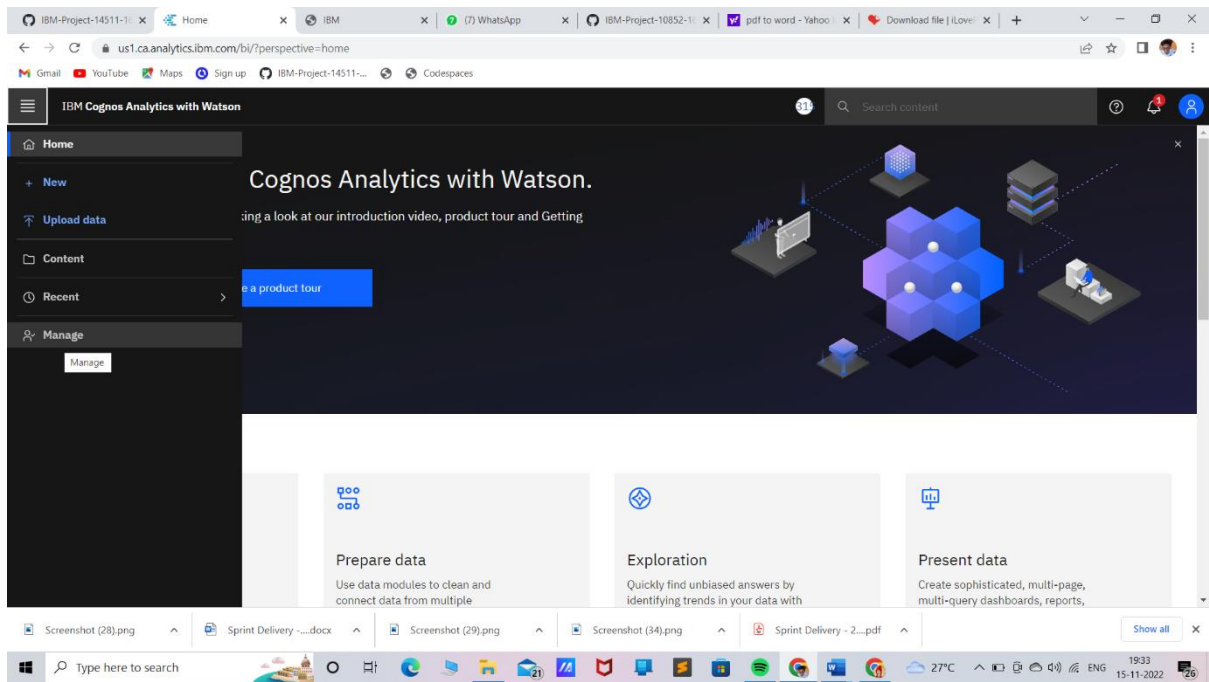 IBM-Project-14511-16
Home
IBM
(7) WhatsApp
IBM-Project-10852-16
pdf to word - Yahoo
Download file | iLove
us1.ca.analytics.ibm.com/bi/?perspective=home
Gmail YouTube Maps Sign up IBM-Project-14511-... Codespaces
IBM Cognos Analytics with Watson
Search content
1
Home
New
Upload data
Content
Recent
Manage
Manage
Cognos Analytics with Watson.
king a look at our introduction video, product tour and Getting
e a product tour
Prepare data
Use data modules to clean and
connect data from multiple
Exploration
Quickly find unbiased answers by
identifying trends in your data with
Present data
Create sophisticated, multi-page,
multi-query dashboards, reports,
Screenshot (28).png
Sprint Delivery -....docx
Screenshot (29).png
Screenshot (34).png
Sprint Delivery - 2....pdf
Show all
Type here to search
21
27°C
ENG
19:33
15-11-2022
26